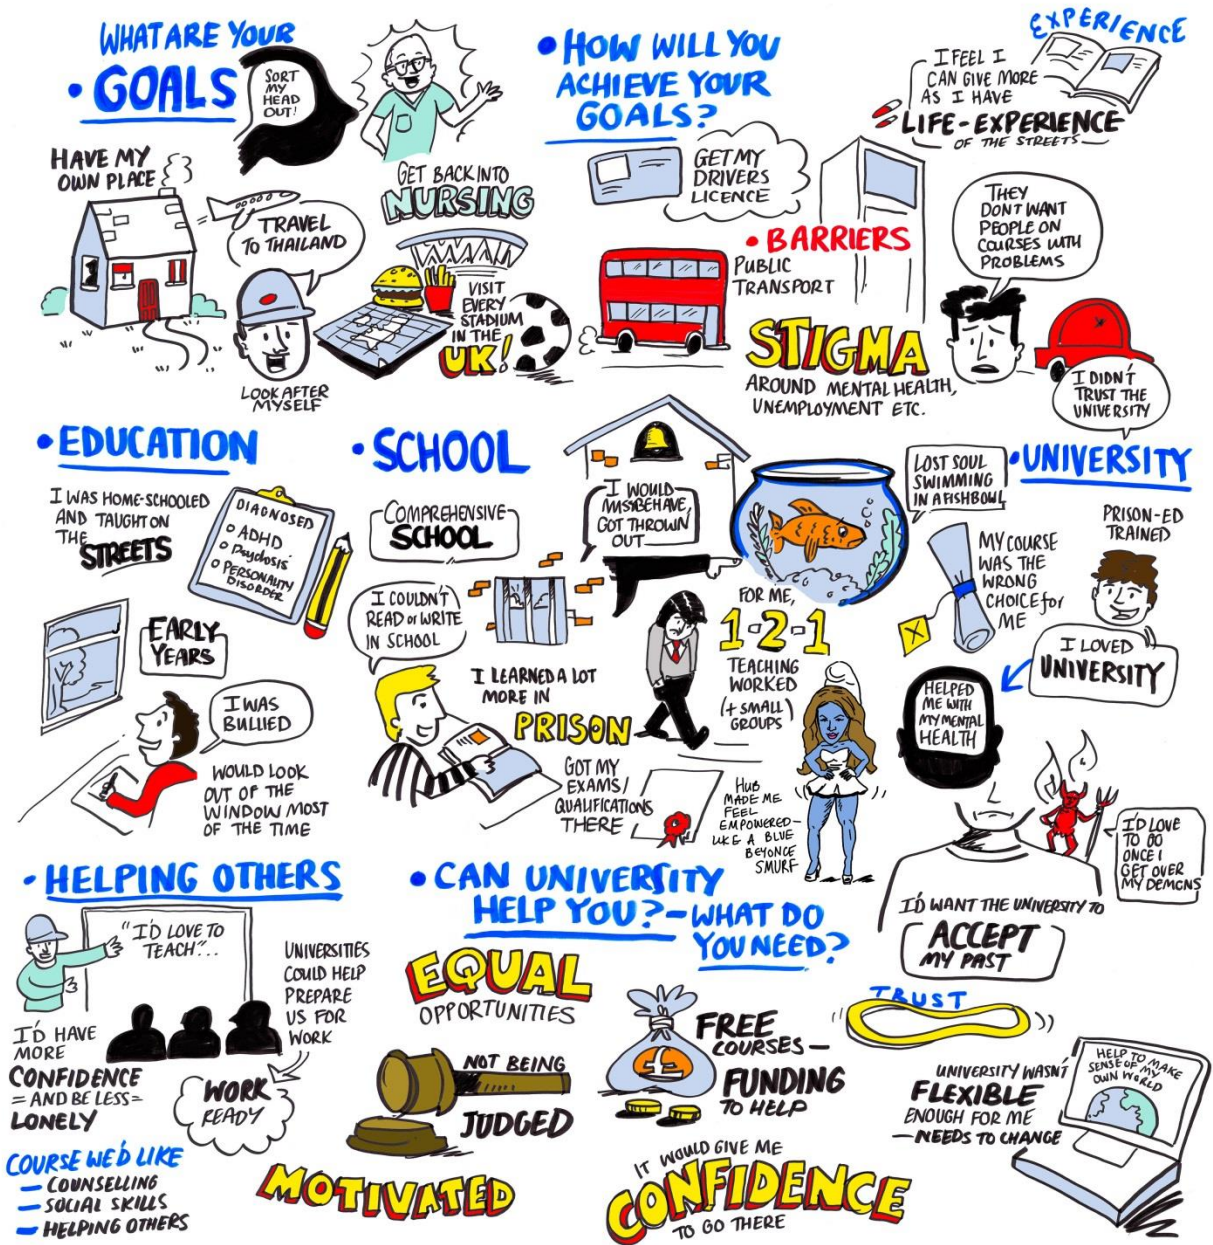 WHAT ARE YOUR
• GOALS
SORT
MY
HEAD
OUT!
HAVE MY
OWN PLACE
TRAVEL
TO THAILAND
LOOK AFTER
MYSELF
GET BACK INTO
NURSING
VISIT
EVERY
STADIUM
IN THE
UK!
• HOW WILL YOU
ACHIEVE YOUR
GOALS?
GET MY
DRIVERS
LICENCE
EXPERIENCE
I FEEL I
CAN GIVE MORE
AS I HAVE
LIFE-EXPERIENCE
OF THE STREETS
• BARRIERS
PUBLIC
TRANSPORT
STIGMA
AROUND MENTAL HEALTH,
UNEMPLOYMENT ETC.
THEY
DONT WANT
PEOPLE ON
COURSES WITH
PROBLEMS
I DIDN'T
TRUST THE
UNIVERSITY
• EDUCATION
I WAS HOME-SCHOOLED
AND TAUGHT ON
THE
STREETS
DIAGNOSED
o ADHD
o Psychosis
o PERSONALITY
DISORDER
EARLY
YEARS
I WAS
BULLIED
WOULD LOOK
OUT OF THE
WINDOW MOST
OF THE TIME
• SCHOOL
COMPREHENSIVE
SCHOOL
I WOULD
MISSBEHAVE,
GOT THROWN
OUT
I COULDN'T
READ or WRITE
IN SCHOOL
I LEARNED A LOT
MORE IN
PRISON
GOT MY
EXAMS/
QUALIFICATIONS
THERE
FOR ME,
1-2-1
TEACHING
WORKED
(+ SMALL)
GROUPS
HUB
MADE ME
FEEL
EMPOWERED-
LIKE A BLUE
BEYONCE
SMURF
• UNIVERSITY
LOST SOUL
SWIMMING
IN A FISHBOWL
MY COURSE
WAS THE
WRONG
CHOICE for
ME
PRISON-ED
TRAINED
I LOVED
UNIVERSITY
HELPED
ME WITH
MY MENTAL
HEALTH
I'D LOVE
TO DO
ONCE I
GET OVER
MY DEMONS
I'D WANT THE UNIVERSITY TO
ACCEPT
MY PAST
• HELPING OTHERS
"I'D LOVE TO
TEACH"...
UNIVERSITIES
COULD HELP
PREPARE
US FOR
WORK
WORK
READY
I'D HAVE
MORE
CONFIDENCE
= AND BE LESS =
LONELY
COURSE WE'D LIKE
– COUNSELLING
– SOCIAL SKILLS
– HELPING OTHERS
• CAN UNIVERSITY
HELP YOU? – WHAT DO
YOU NEED?
EQUAL
OPPORTUNITIES
NOT BEING
JUDGED
MOTIVATED
£
FREE
COURSES –
FUNDING
TO HELP
IT WOULD GIVE ME
CONFIDENCE
TO GO THERE
TRUST
UNIVERSITY WASN'T
FLEXIBLE
ENOUGH FOR ME
– NEEDS TO CHANGE
HELP TO MAKE
SENSE OF MY
OWN WORLD